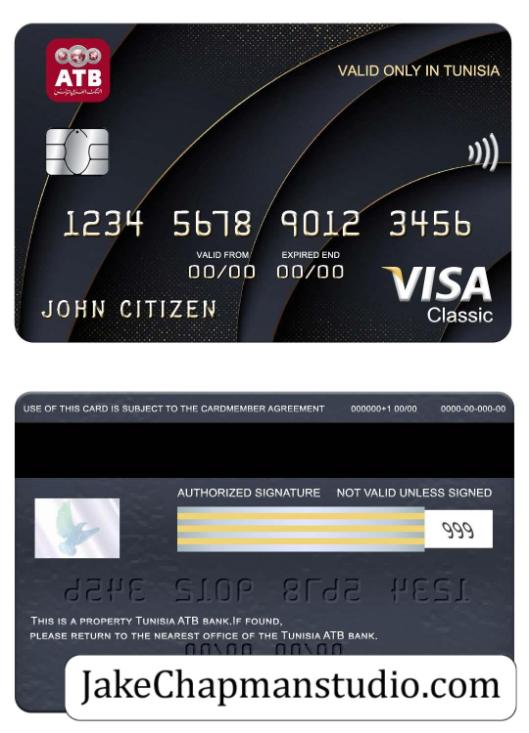 ATB
VALID ONLY IN TUNISIA
1234 5678 9012 3456
VALID FROM EXPIRED END
00/00 00/00
JOHN CITIZEN
VISA
Classic
USE OF THIS CARD IS SUBJECT TO THE CARDMEMBER AGREEMENT 000000+1 00/00 0000-00-000-00
AUTHORIZED SIGNATURE NOT VALID UNLESS SIGNED
999
THIS IS A PROPERTY TUNISIA ATB BANK.IF FOUND,
PLEASE RETURN TO THE NEAREST OFFICE OF THE TUNISIA ATB BANK.
JakeChapmanstudio.com